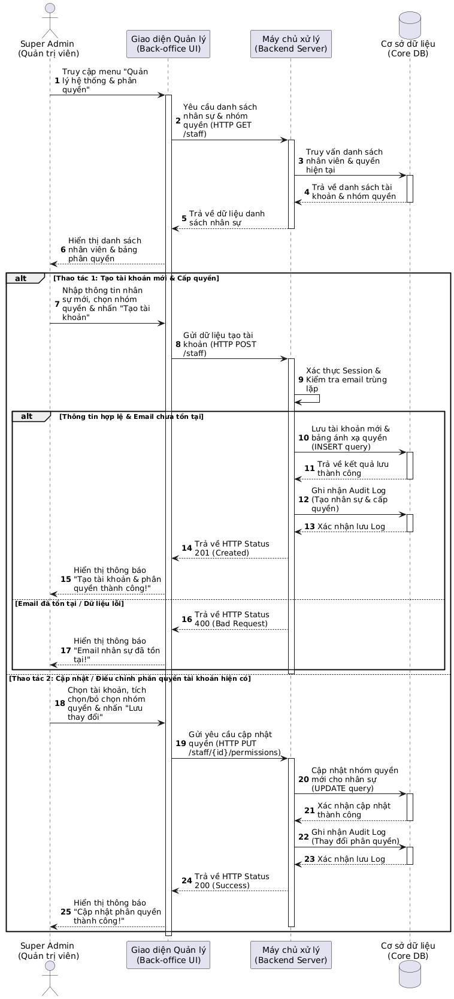 Super Admin
(Quản trị viên)
Giao diện Quản lý
(Back-office UI)
Máy chủ xử lý
(Backend Server)
Cơ sở dữ liệu
(Core DB)
1 Truy cập menu "Quản
lý hệ thống & phân
quyền"
2 Yêu cầu danh sách
nhân sự & nhóm
quyền (HTTP GET
/staff)
3 Truy vấn danh sách
nhân viên & quyền
hiện tại
4 Trả về danh sách tài
khoản & nhóm quyền
5 Trả về dữ liệu danh
sách nhân sự
6 Hiển thị danh sách
nhân viên & bảng
phân quyền
alt [Thao tác 1: Tạo tài khoản mới & Cấp quyền]
7 Nhập thông tin nhân
sự mới, chọn nhóm
quyền & nhấn "Tạo tài
khoản"
8 Gửi dữ liệu tạo tài
khoản (HTTP POST
/staff)
9 Xác thực Session &
Kiểm tra email trùng
lặp
alt [Thông tin hợp lệ & Email chưa tồn tại]
10 Lưu tài khoản mới &
bảng ánh xạ quyền
(INSERT query)
11 Trả về kết quả lưu
thành công
12 Ghi nhận Audit Log
(Tạo nhân sự & cấp
quyền)
13 Xác nhận lưu Log
14 Trả về HTTP Status
201 (Created)
15 Hiển thị thông báo
"Tạo tài khoản & phân
quyền thành công!"
[Email đã tồn tại / Dữ liệu lỗi]
16 Trả về HTTP Status
400 (Bad Request)
17 Hiển thị thông báo
"Email nhân sự đã tồn
tại!"
[Thao tác 2: Cập nhật / Điều chỉnh phân quyền tài khoản hiện có]
18 Chọn tài khoản, tích
chọn/bỏ chọn nhóm
quyền & nhấn "Lưu
thay đổi"
19 Gửi yêu cầu cập nhật
quyền (HTTP PUT
/staff/{id}/permissions)
20 Cập nhật nhóm quyền
mới cho nhân sự
(UPDATE query)
21 Xác nhận cập nhật
thành công
22 Ghi nhận Audit Log
(Thay đổi phân quyền)
23 Xác nhận lưu Log
24 Trả về HTTP Status
200 (Success)
25 Hiển thị thông báo
"Cập nhật phân quyền
thành công!"
Super Admin
(Quản trị viên)
Giao diện Quản lý
(Back-office UI)
Máy chủ xử lý
(Backend Server)
Cơ sở dữ liệu
(Core DB)